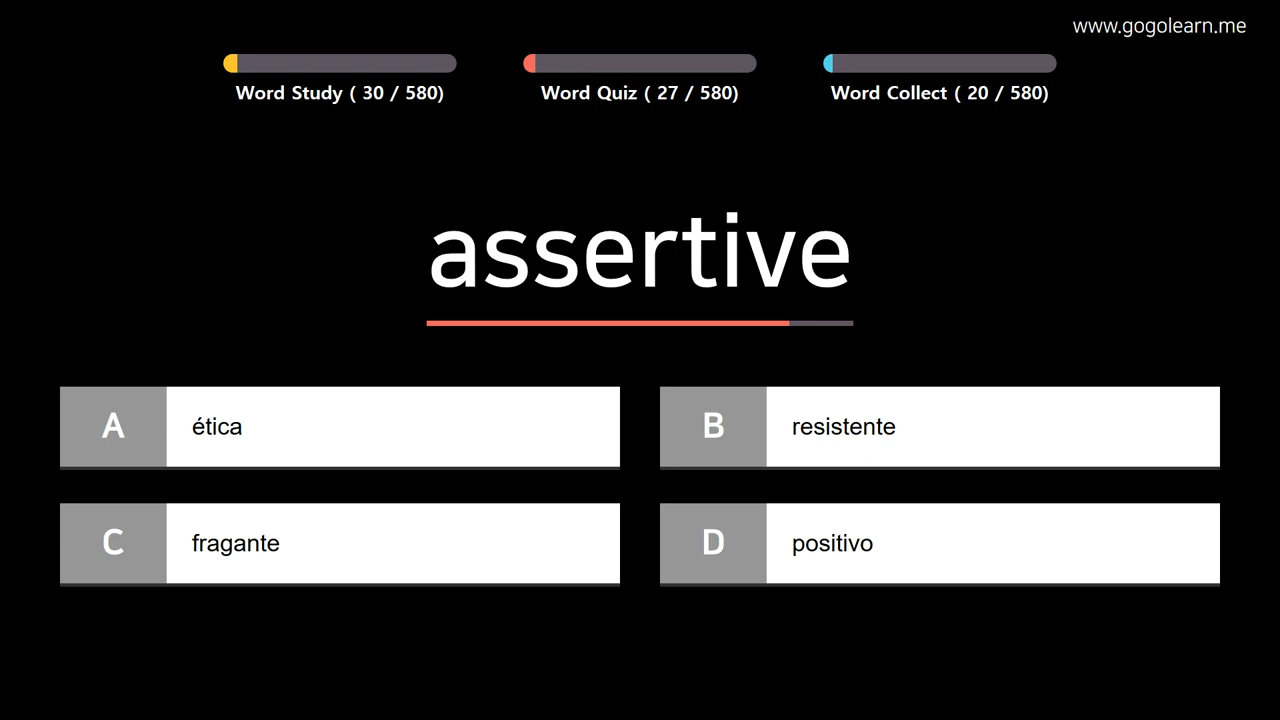 www.gogolearn.me
Word Study ( 30 / 580)
Word Quiz ( 27 / 580)
Word Collect ( 20 / 580)
assertive
A ética
B resistente
C fragante
D positivo